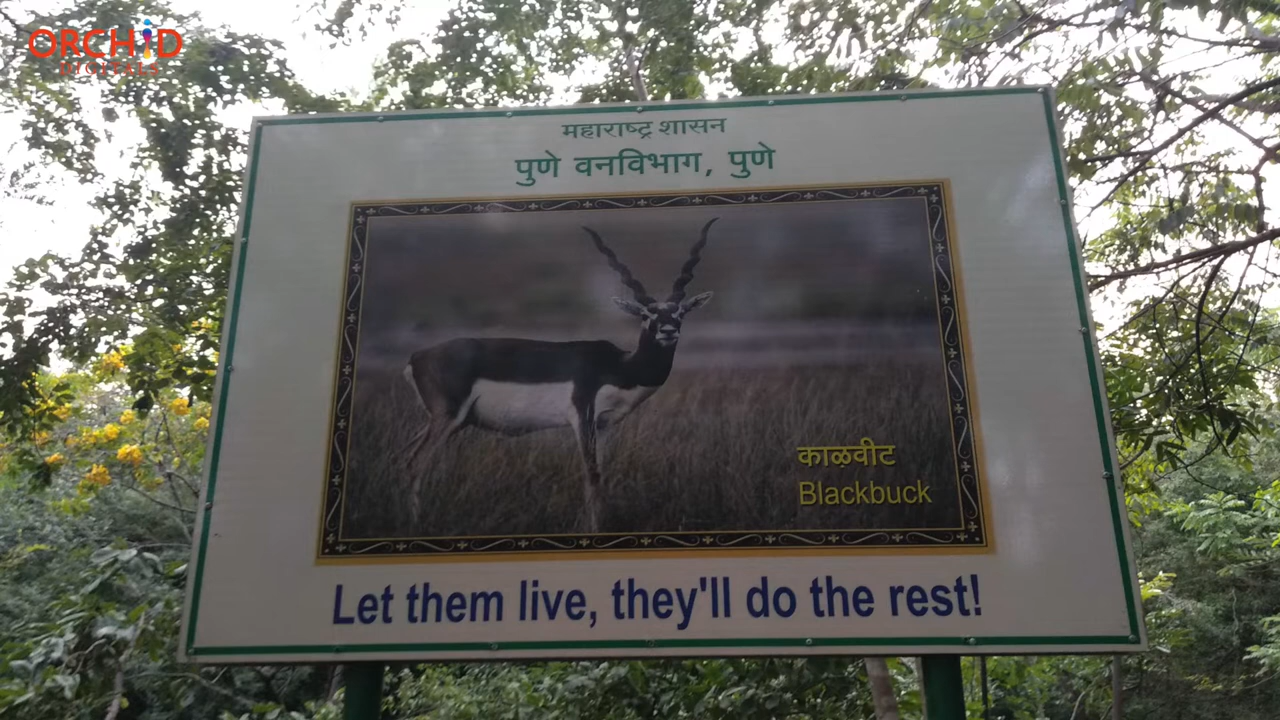 ORCHiD
DIGITALS
महाराष्ट्र शासन
पुणे वनविभाग, पुणे
काळवीट
Blackbuck
Let them live, they'll do the rest!